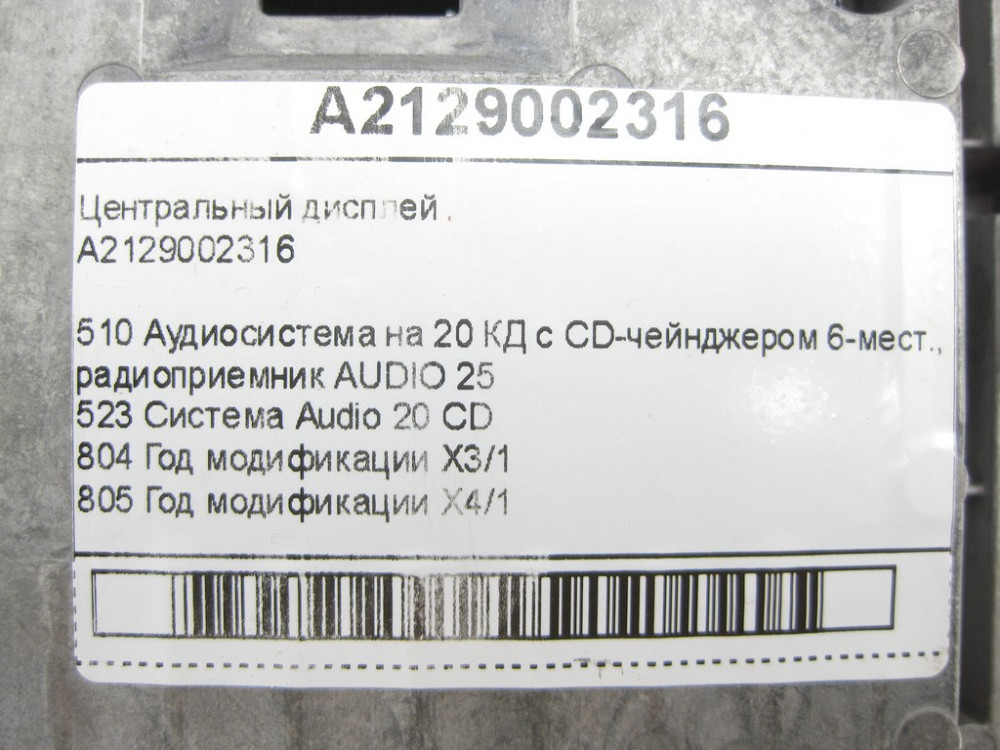 A2129002316
Центральный дисплей .
A2129002316
510 Аудиосистема на 20 КД с CD-чейнджером 6-мест.,
радиоприемник AUDIO 25
523 Система Audio 20 CD
804 Год модификации X3/1
805 Год модификации X4/1